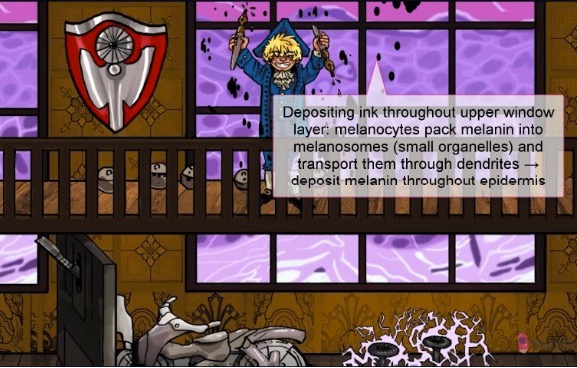 Depositing ink throughout upper window
layer: melanocytes pack melanin into
melanosomes (small organelles) and
transport them through dendrites →
deposit melanin throughout epidermis